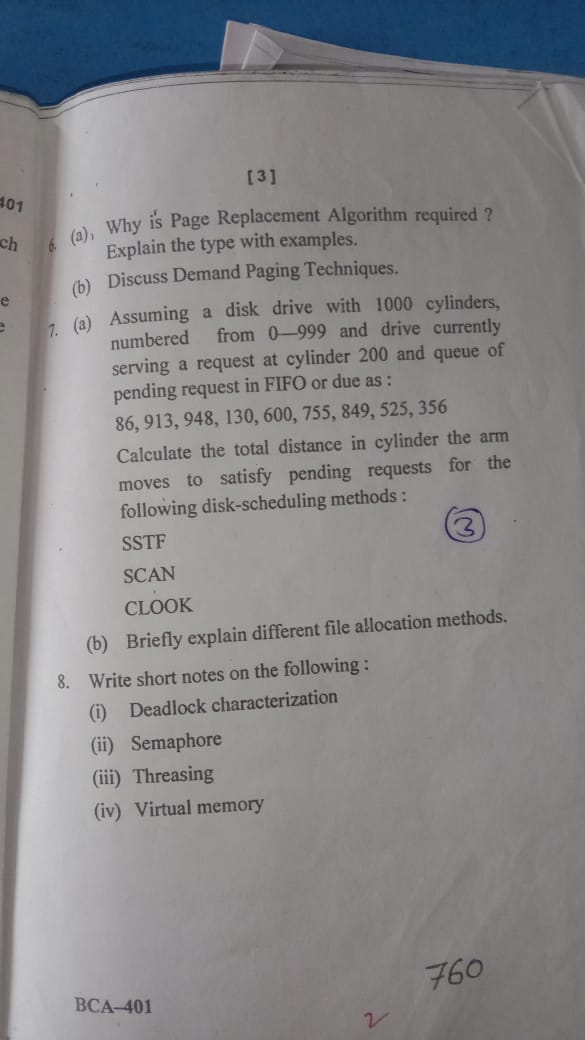 [ 3 ]
401
ch
e
6. (a) Why is Page Replacement Algorithm required ?
Explain the type with examples.
(b) Discuss Demand Paging Techniques.
7. (a) Assuming a disk drive with 1000 cylinders,
numbered from 0—999 and drive currently
serving a request at cylinder 200 and queue of
pending request in FIFO or due as :
86, 913, 948, 130, 600, 755, 849, 525, 356
Calculate the total distance in cylinder the arm
moves to satisfy pending requests for the
following disk-scheduling methods :
3
SSTF
SCAN
CLOOK
(b) Briefly explain different file allocation methods.
8. Write short notes on the following :
(i) Deadlock characterization
(ii) Semaphore
(iii) Threasing
(iv) Virtual memory
760
BCA–401
2